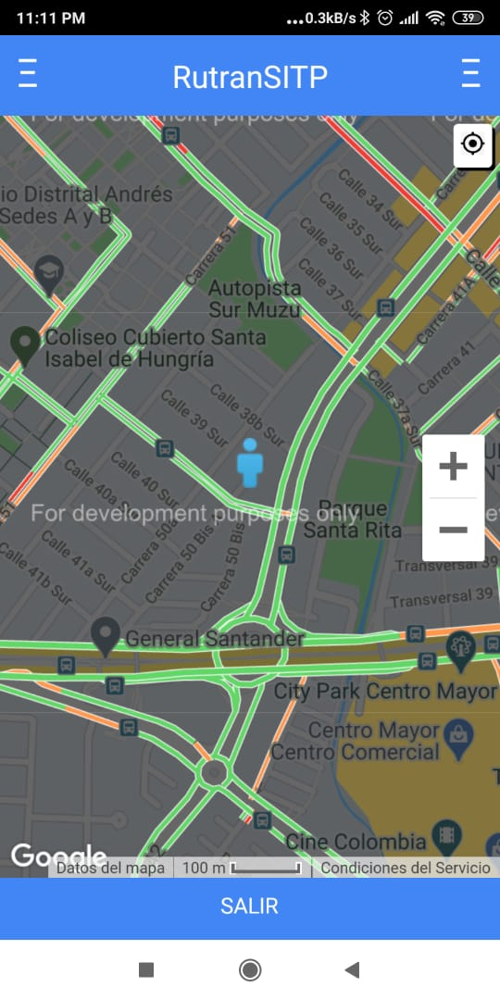 11:11 PM
...0.3kB/s
39
RutranSITP
For development purposes only
io Distrital Andrés
Sedes A y B
Calle 34 Sur
Calle 35 Sur
Calle 36 Sur
Calle 37 Sur
Carrera 51
Autopista
Sur Muzu
Carrera 41A
Carrera 41
Calle 37a Sur
Coliseo Cubierto Santa
Isabel de Hungría
Calle 38b Sur
Calle 39 Sur
Calle 40 Sur
Calle 40a Sur
Calle 41a Sur
Calle 41b Sur
Carrera 50a
Carrera 50 Bis
Carrera 50 Bis
For development purposes only
Parque
Santa Rita
Transversal 39
Transversal 39
General Santander
City Park Centro Mayor
Centro Mayor
Centro Comercial
Cine Colombia
Google
Datos del mapa
100 m
Condiciones del Servicio
SALIR